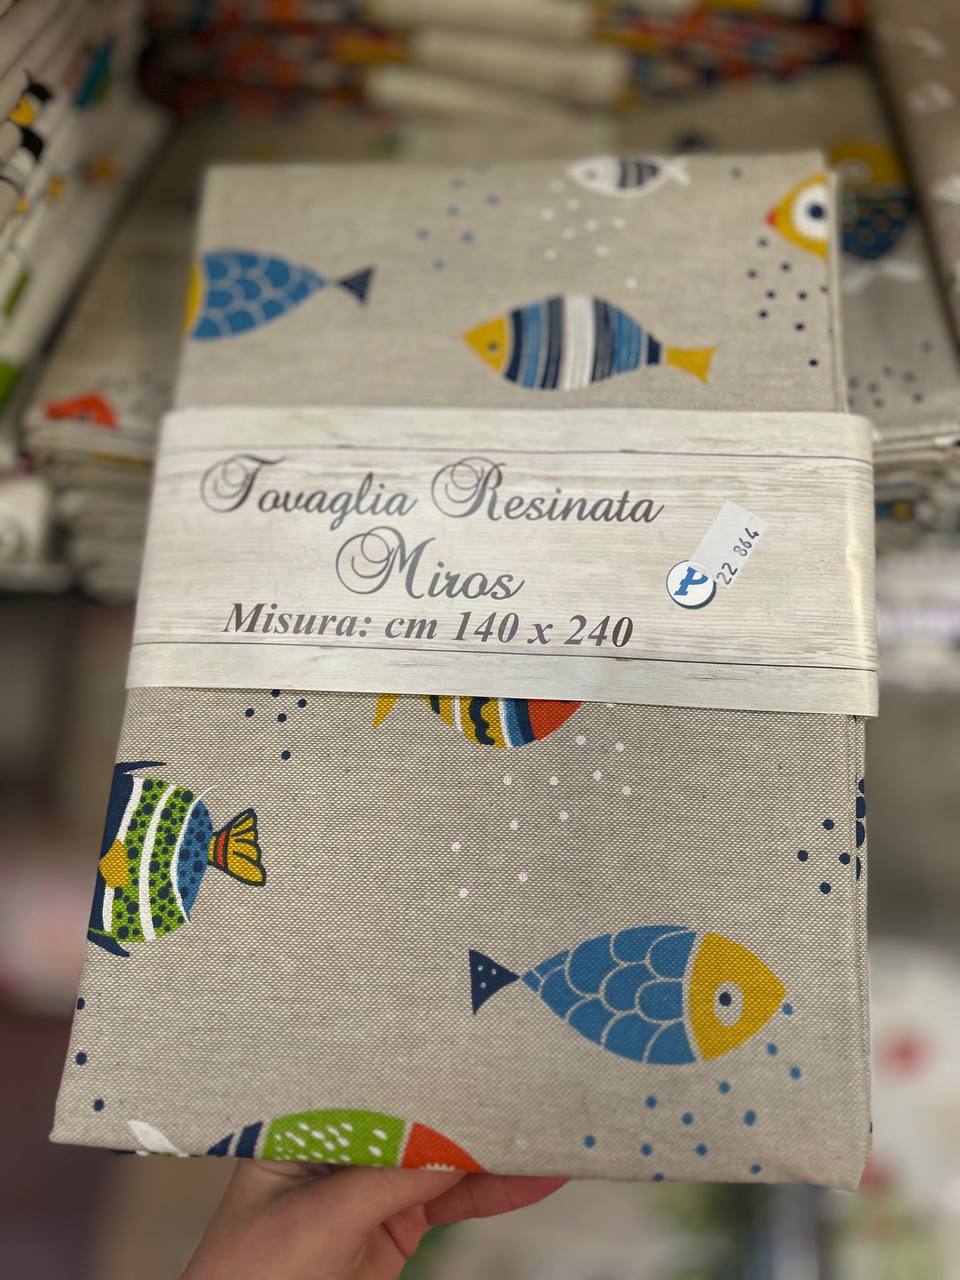 Tovaglia Resinata
Miros
Misura: cm 140 x 240
P
22 864